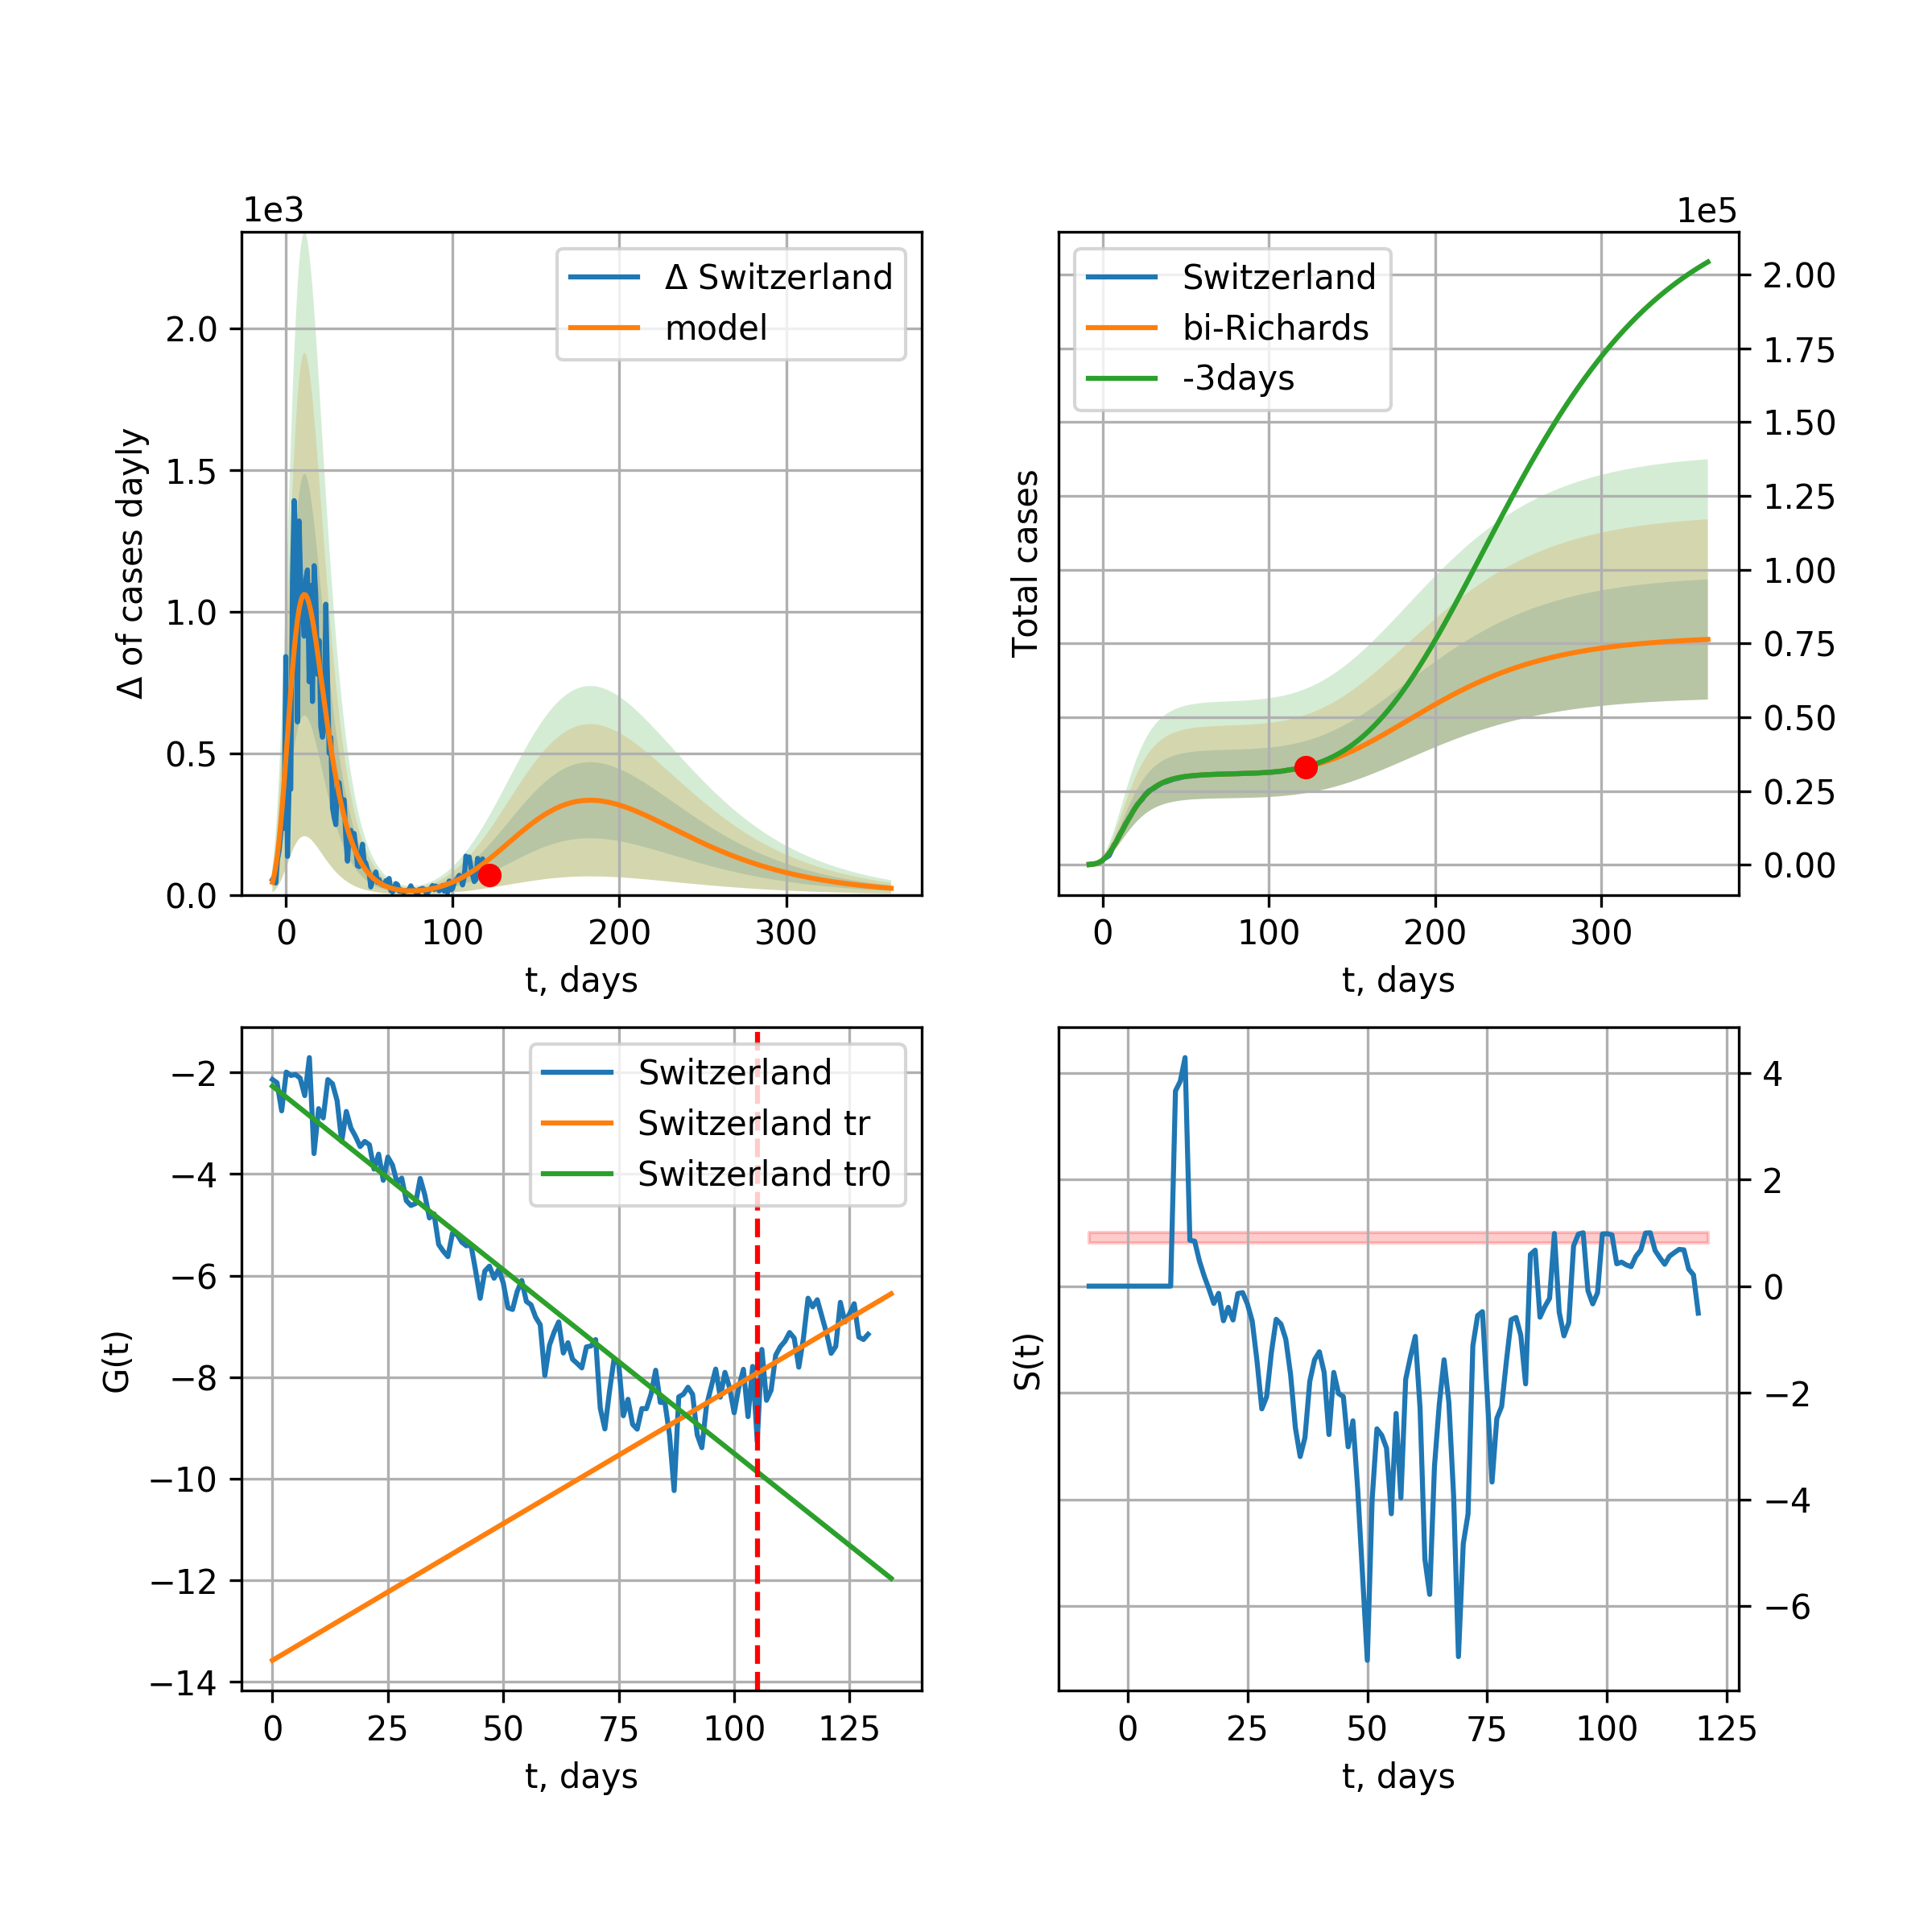 1e3
Δ Switzerland
model
2.0
1.5
1.0
0.5
0.0
Δ of cases dayly
0 100 200 300
t, days
1e5
Switzerland
bi-Richards
-3days
2.00
1.75
1.50
1.25
1.00
0.75
0.50
0.25
0.00
Total cases
0 100 200 300
t, days
Switzerland
Switzerland tr
Switzerland tr0
−2
−4
−6
−8
−10
−12
−14
G(t)
0 25 50 75 100 125
t, days
4
2
0
−2
−4
−6
S(t)
0 25 50 75 100 125
t, days